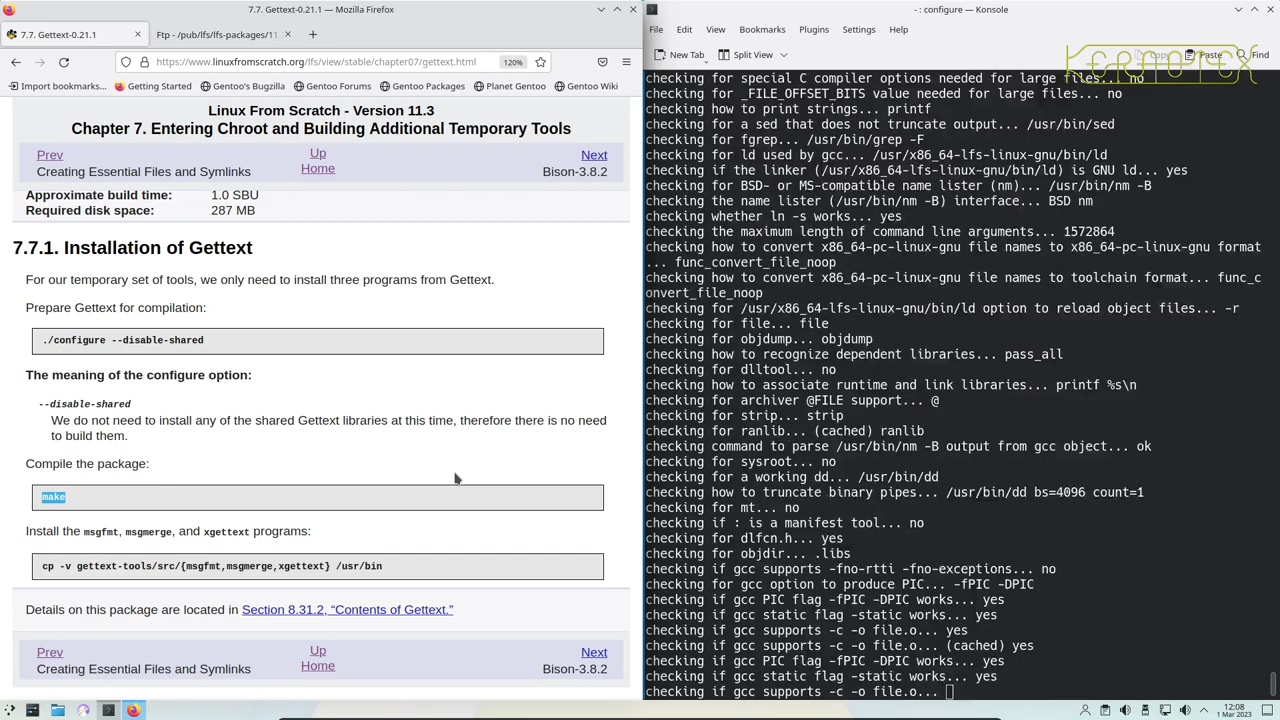 7.7. Gettext-0.21.1 — Mozilla Firefox
7.7. Gettext-0.21.1
Ftp - /pub/lfs/lfs-packages/11.
https://www.linuxfromscratch.org/lfs/view/stable/chapter07/gettext.html
120%
Import bookmarks...
Getting Started
Gentoo's Bugzilla
Gentoo Forums
Gentoo Packages
Planet Gentoo
Gentoo Wiki
Linux From Scratch - Version 11.3
Chapter 7. Entering Chroot and Building Additional Temporary Tools
Prev
Up
Next
Creating Essential Files and Symlinks
Home
Bison-3.8.2
Approximate build time: 1.0 SBU
Required disk space: 287 MB
7.7.1. Installation of Gettext
For our temporary set of tools, we only need to install three programs from Gettext.
Prepare Gettext for compilation:
./configure --disable-shared
The meaning of the configure option:
--disable-shared
We do not need to install any of the shared Gettext libraries at this time, therefore there is no need
to build them.
Compile the package:
make
Install the msgfmt, msgmerge, and xgettext programs:
cp -v gettext-tools/src/{msgfmt,msgmerge,xgettext} /usr/bin
Details on this package are located in Section 8.31.2, “Contents of Gettext.”
Prev
Up
Next
Creating Essential Files and Symlinks
Home
Bison-3.8.2
- : configure — Konsole
File Edit View Bookmarks Plugins Settings Help
New Tab
Split View
Copy
Paste
Find
KERNOTEX
checking for special C compiler options needed for large files... no
checking for _FILE_OFFSET_BITS value needed for large files... no
checking how to print strings... printf
checking for a sed that does not truncate output... /usr/bin/sed
checking for fgrep... /usr/bin/grep -F
checking for ld used by gcc... /usr/x86_64-lfs-linux-gnu/bin/ld
checking if the linker (/usr/x86_64-lfs-linux-gnu/bin/ld) is GNU ld... yes
checking for BSD- or MS-compatible name lister (nm)... /usr/bin/nm -B
checking the name lister (/usr/bin/nm -B) interface... BSD nm
checking whether ln -s works... yes
checking the maximum length of command line arguments... 1572864
checking how to convert x86_64-pc-linux-gnu file names to x86_64-pc-linux-gnu format
... func_convert_file_noop
checking how to convert x86_64-pc-linux-gnu file names to toolchain format... func_c
onvert_file_noop
checking for /usr/x86_64-lfs-linux-gnu/bin/ld option to reload object files... -r
checking for file... file
checking for objdump... objdump
checking how to recognize dependent libraries... pass_all
checking for dlltool... no
checking how to associate runtime and link libraries... printf %s\n
checking for archiver @FILE support... @
checking for strip... strip
checking for ranlib... (cached) ranlib
checking command to parse /usr/bin/nm -B output from gcc object... ok
checking for sysroot... no
checking for a working dd... /usr/bin/dd
checking how to truncate binary pipes... /usr/bin/dd bs=4096 count=1
checking for mt... no
checking if : is a manifest tool... no
checking for dlfcn.h... yes
checking for objdir... .libs
checking if gcc supports -fno-rtti -fno-exceptions... no
checking for gcc option to produce PIC... -fPIC -DPIC
checking if gcc PIC flag -fPIC -DPIC works... yes
checking if gcc static flag -static works... yes
checking if gcc supports -c -o file.o... yes
checking if gcc supports -c -o file.o... (cached) yes
checking if gcc PIC flag -fPIC -DPIC works... yes
checking if gcc static flag -static works... yes
checking if gcc supports -c -o file.o...
12:08
1 Mar 2023